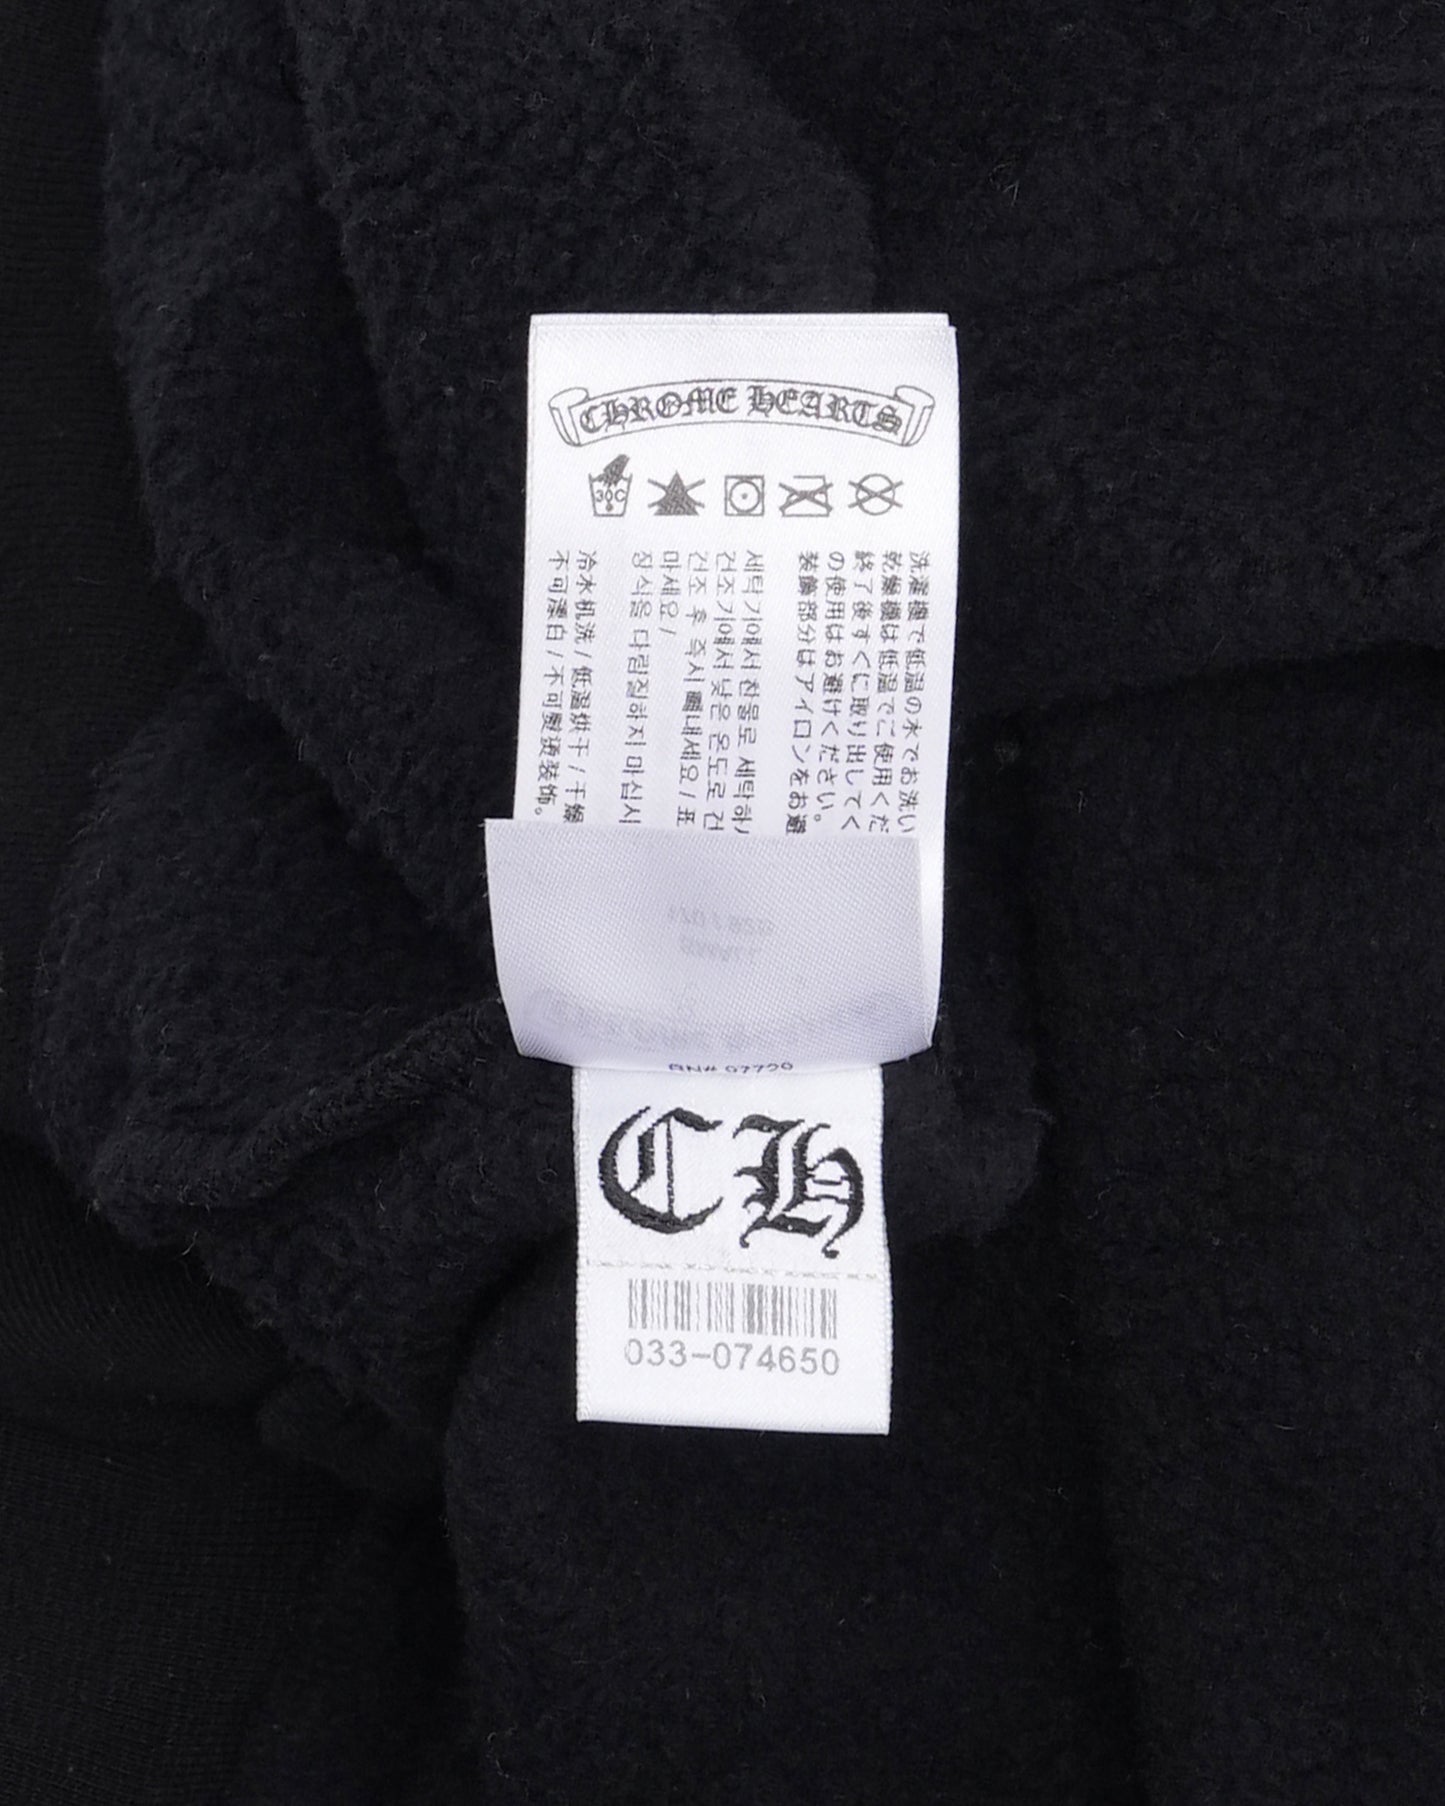 CHROME HEARTS
30C
洗濯機で低温の水でお洗い
乾燥機は低温でご使用くだ
終了後すぐに取り出してく
の使用はお避けください。
装飾部分はアイロンをお避
세탁기에서 찬물로 세탁하
건조기에서 낮은 온도로 건
건조 후 즉시 빼내세요 / 표
마세요 /
장식을 다림질하지 마십시
冷水机洗 / 低温烘干 / 干燥
不可漂白 / 不可熨烫装饰。
CH
033-074650